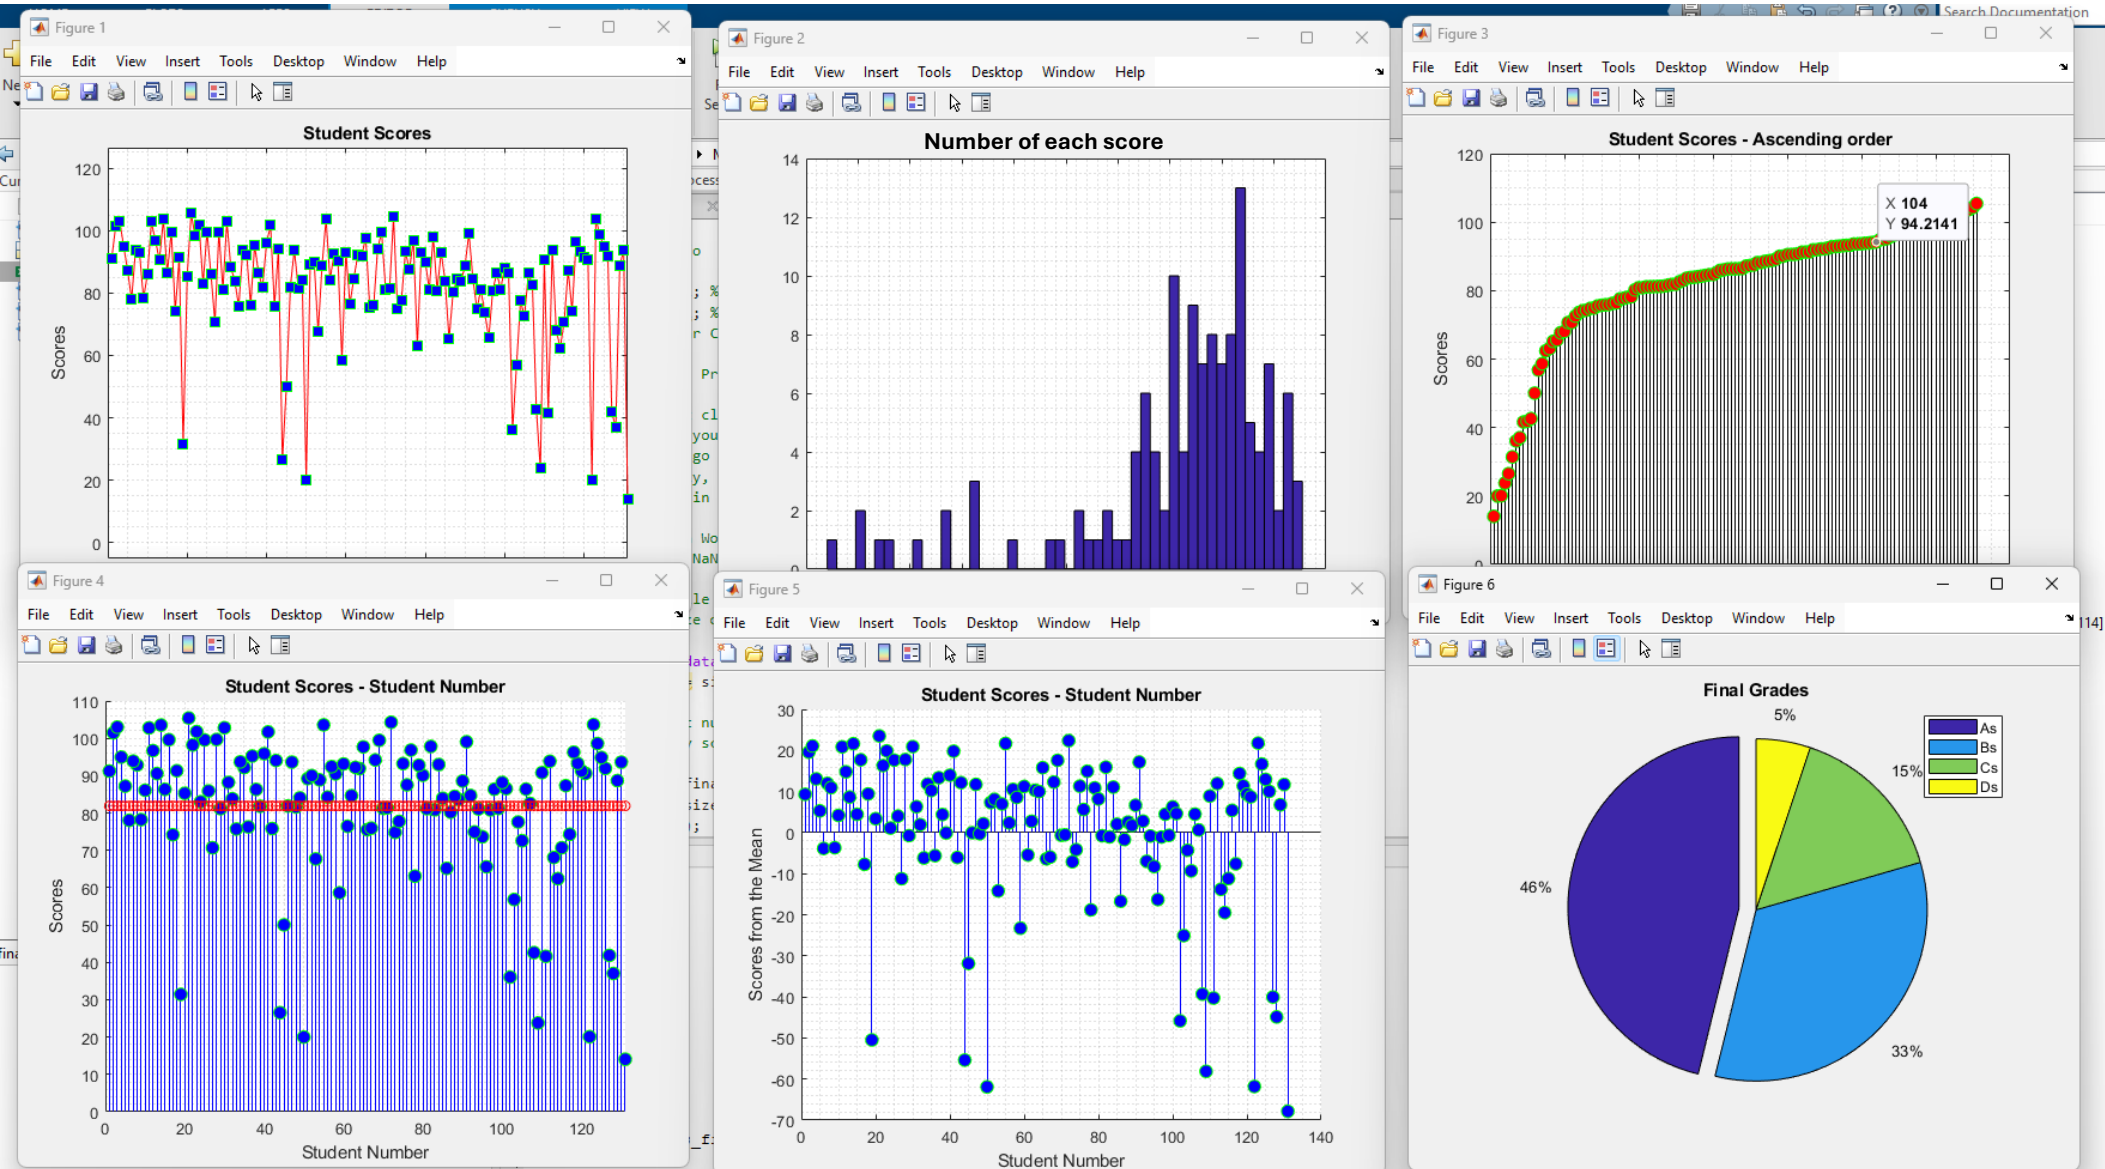 Search Documentation
Figure 1
File Edit View Insert Tools Desktop Window Help
Student Scores
Scores
120
100
80
60
40
20
0
Figure 2
File Edit View Insert Tools Desktop Window Help
Number of each score
14
12
10
8
6
4
2
0
Figure 3
File Edit View Insert Tools Desktop Window Help
Student Scores - Ascending order
Scores
120
100
80
60
40
20
0
X 104
Y 94.2141
Figure 4
File Edit View Insert Tools Desktop Window Help
Student Scores - Student Number
Scores
110
100
90
80
70
60
50
40
30
20
10
0
0 20 40 60 80 100 120
Student Number
Figure 5
File Edit View Insert Tools Desktop Window Help
Student Scores - Student Number
Scores from the Mean
30
20
10
0
-10
-20
-30
-40
-50
-60
-70
0 20 40 60 80 100 120 140
Student Number
Figure 6
File Edit View Insert Tools Desktop Window Help
Final Grades
5%
15%
33%
46%
As
Bs
Cs
Ds
114]